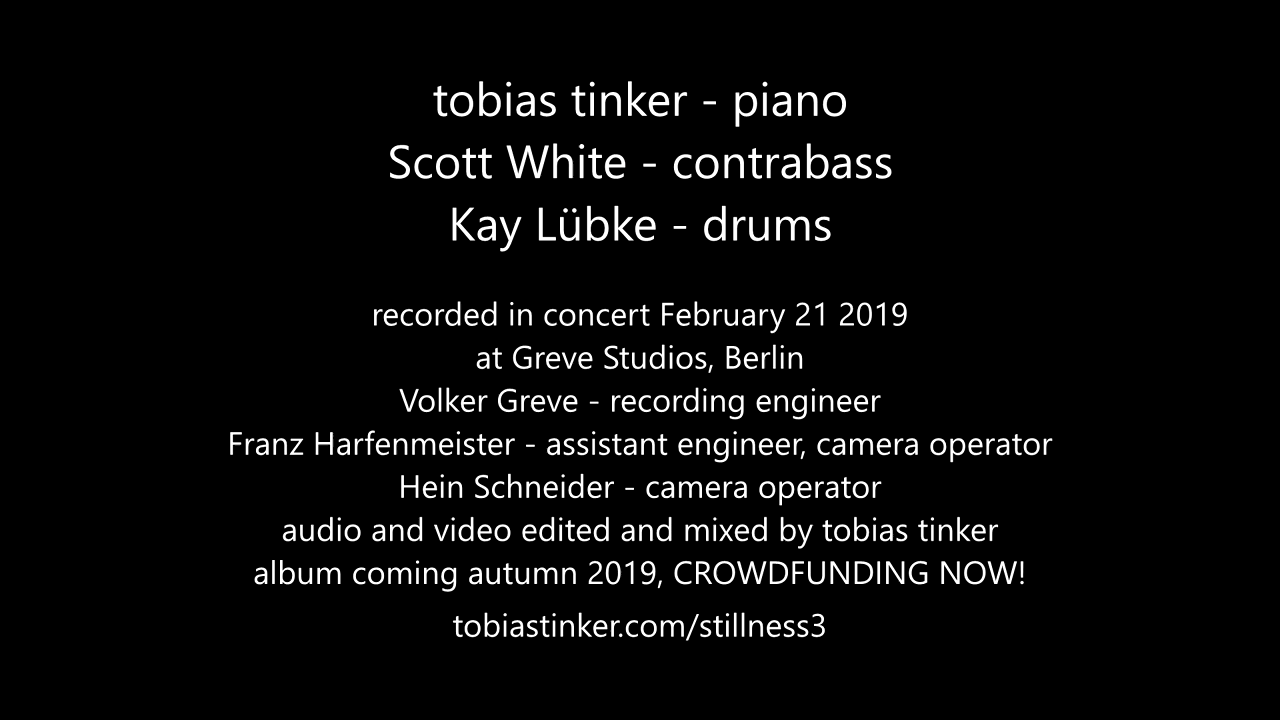 tobias tinker - piano
Scott White - contrabass
Kay Lübke - drums
recorded in concert February 21 2019
at Greve Studios, Berlin
Volker Greve - recording engineer
Franz Harfenmeister - assistant engineer, camera operator
Hein Schneider - camera operator
audio and video edited and mixed by tobias tinker
album coming autumn 2019, CROWDFUNDING NOW!
tobiastinker.com/stillness3